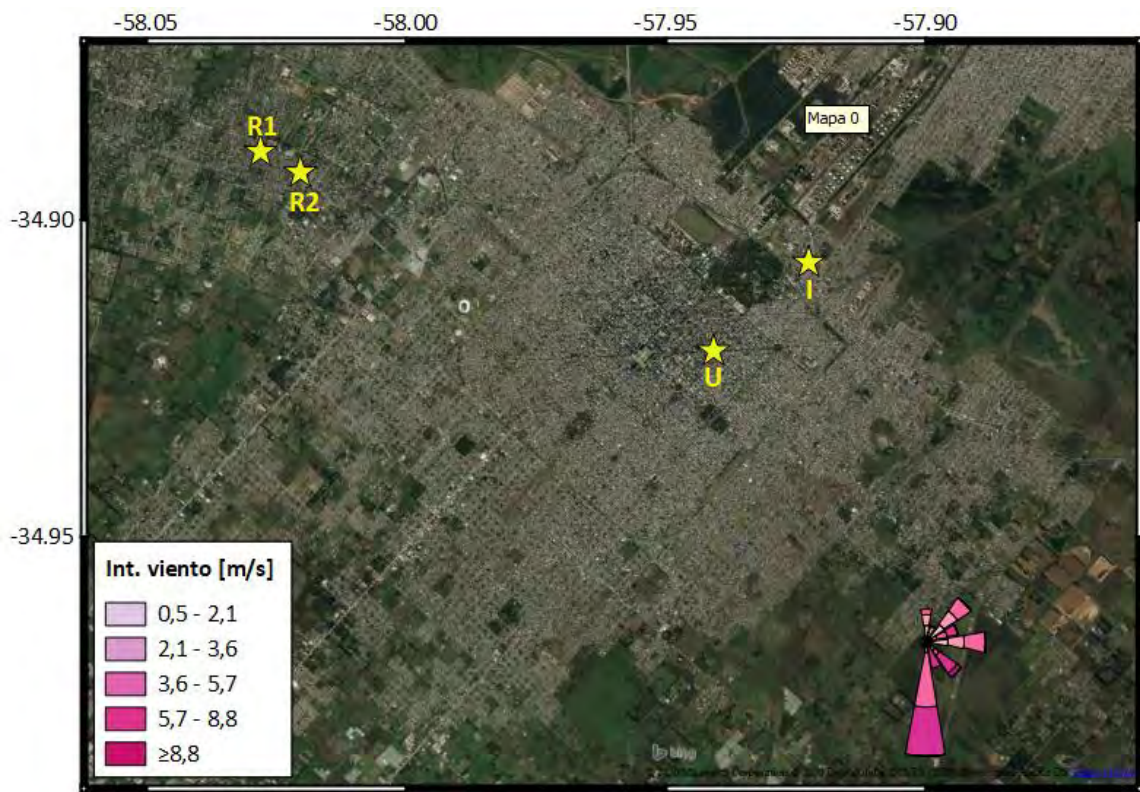 -58.05 -58.00 -57.95 -57.90
Mapa 0
R1
R2
-34.90
I
U
-34.95
Int. viento [m/s]
0,5 - 2,1
2,1 - 3,6
3,6 - 5,7
5,7 - 8,8
≥8,8